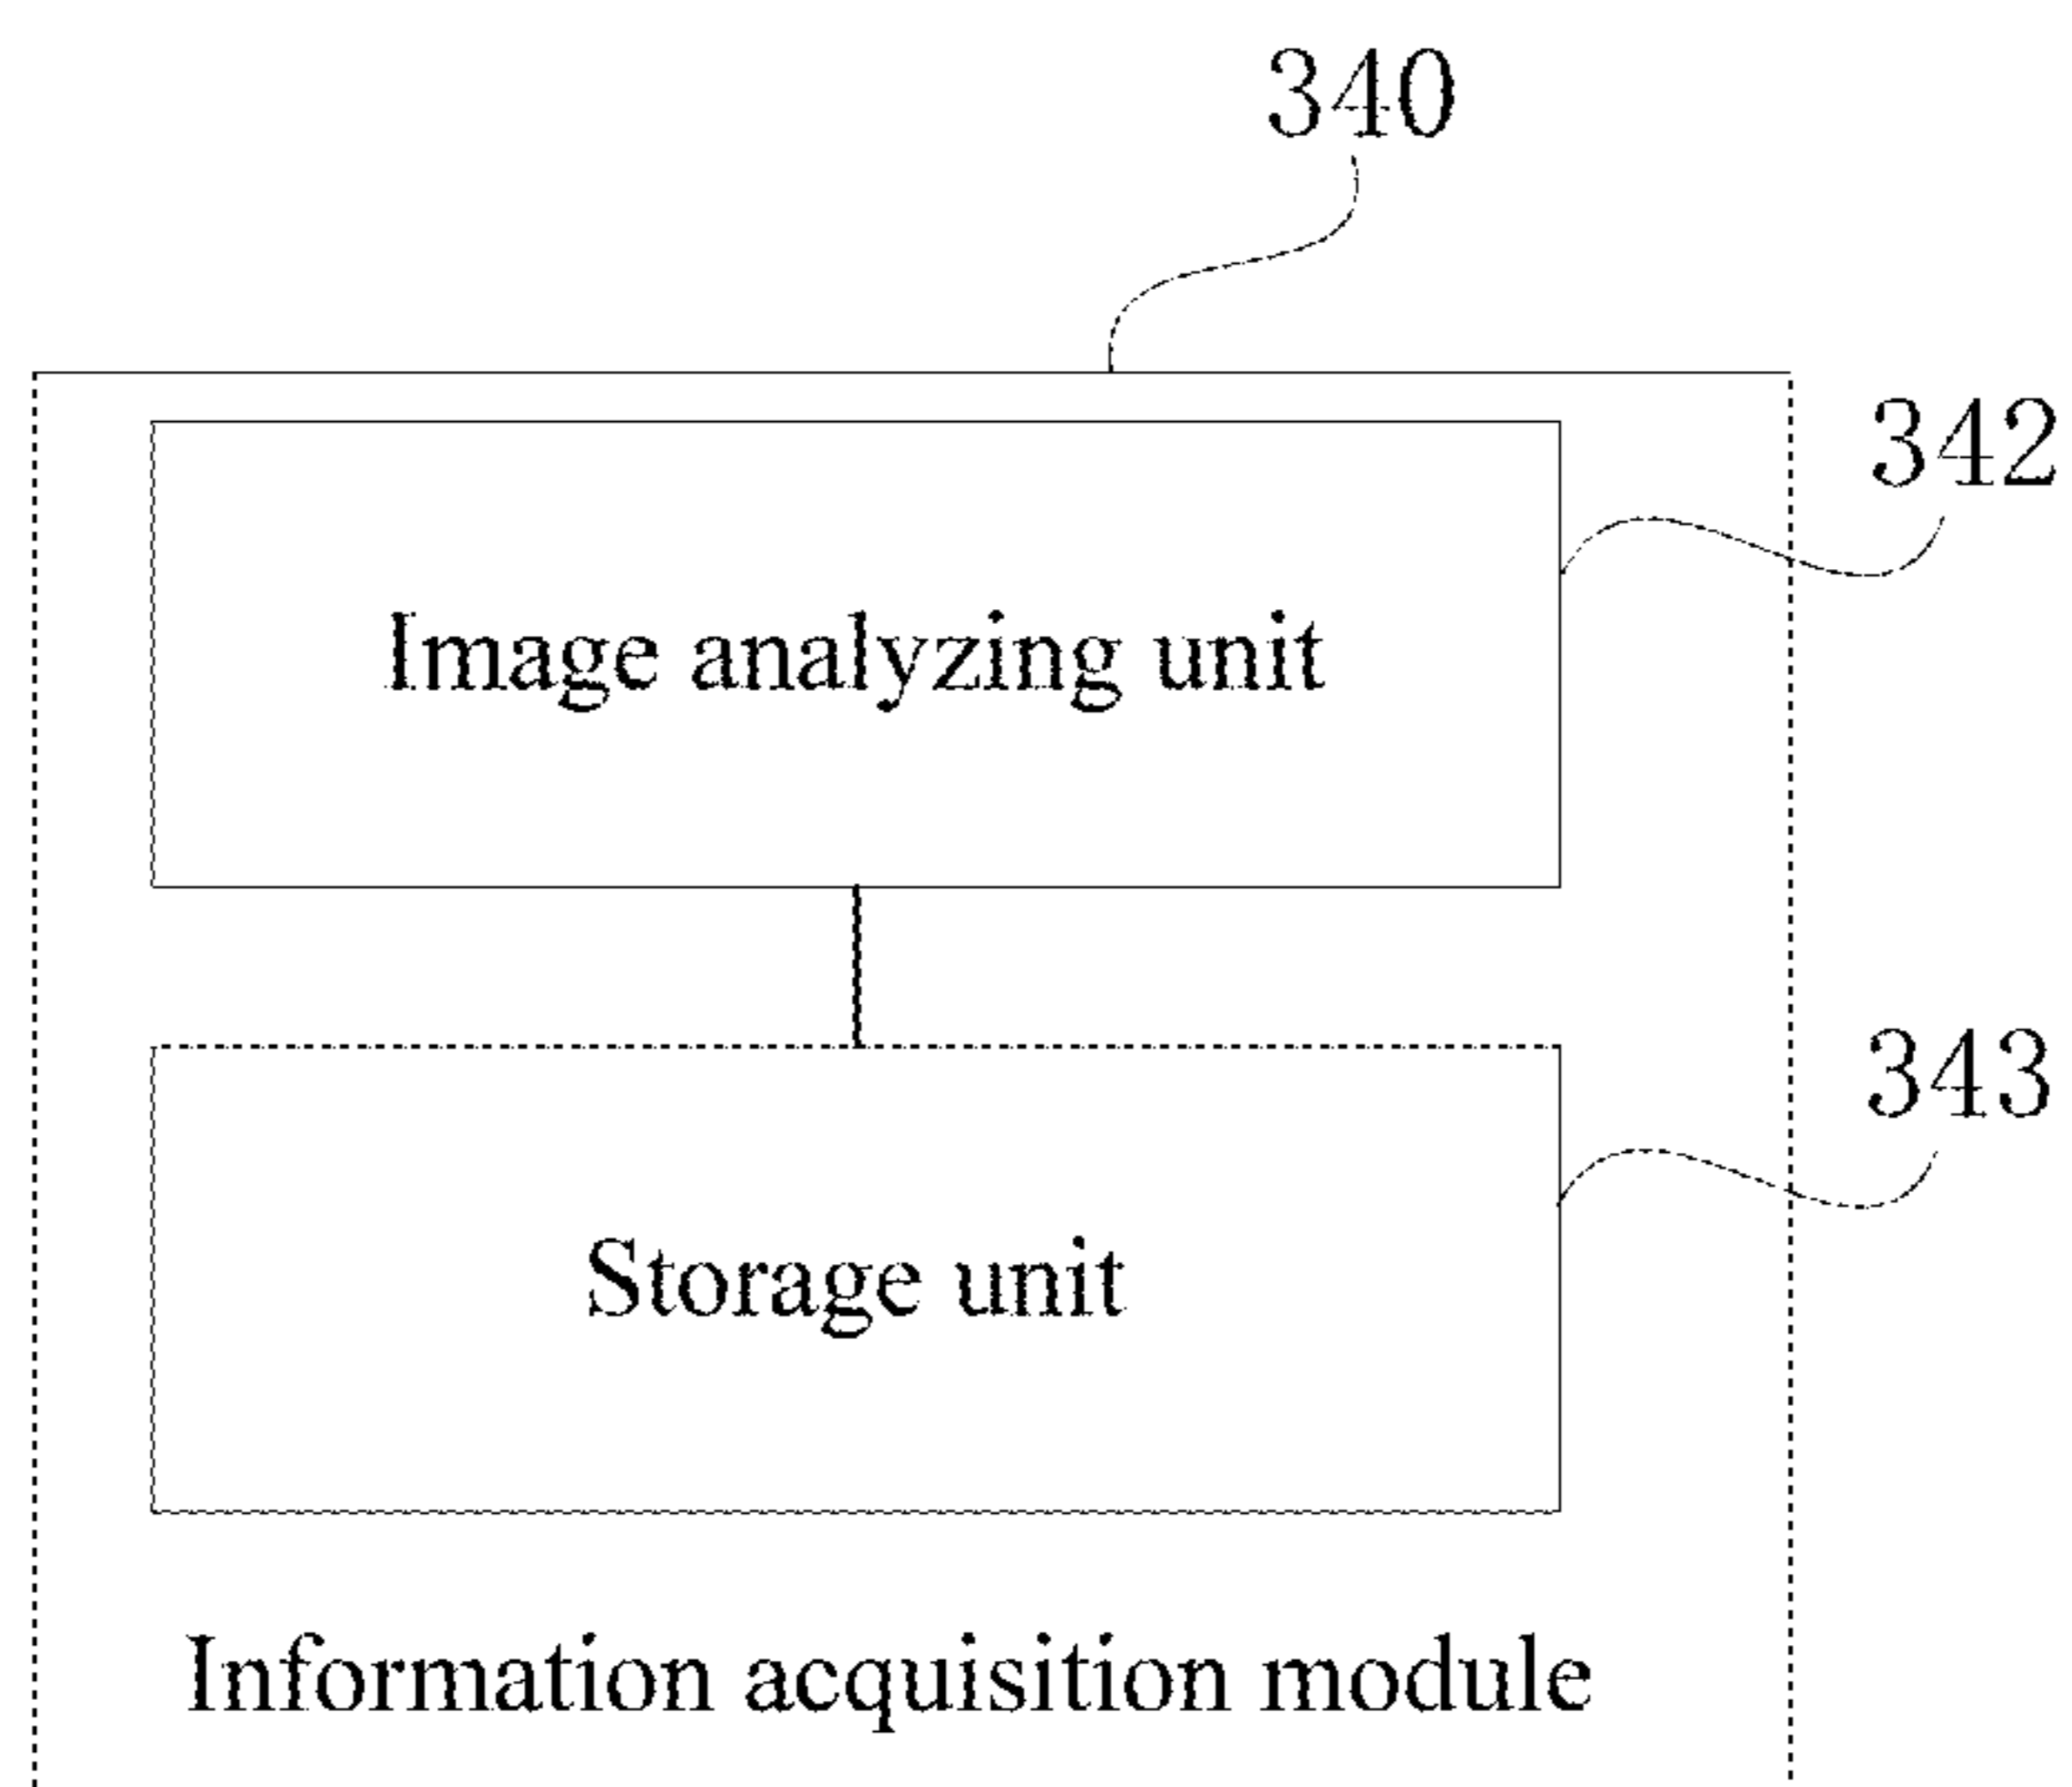 340
342
Image analyzing unit
343
Storage unit
Information acquisition module